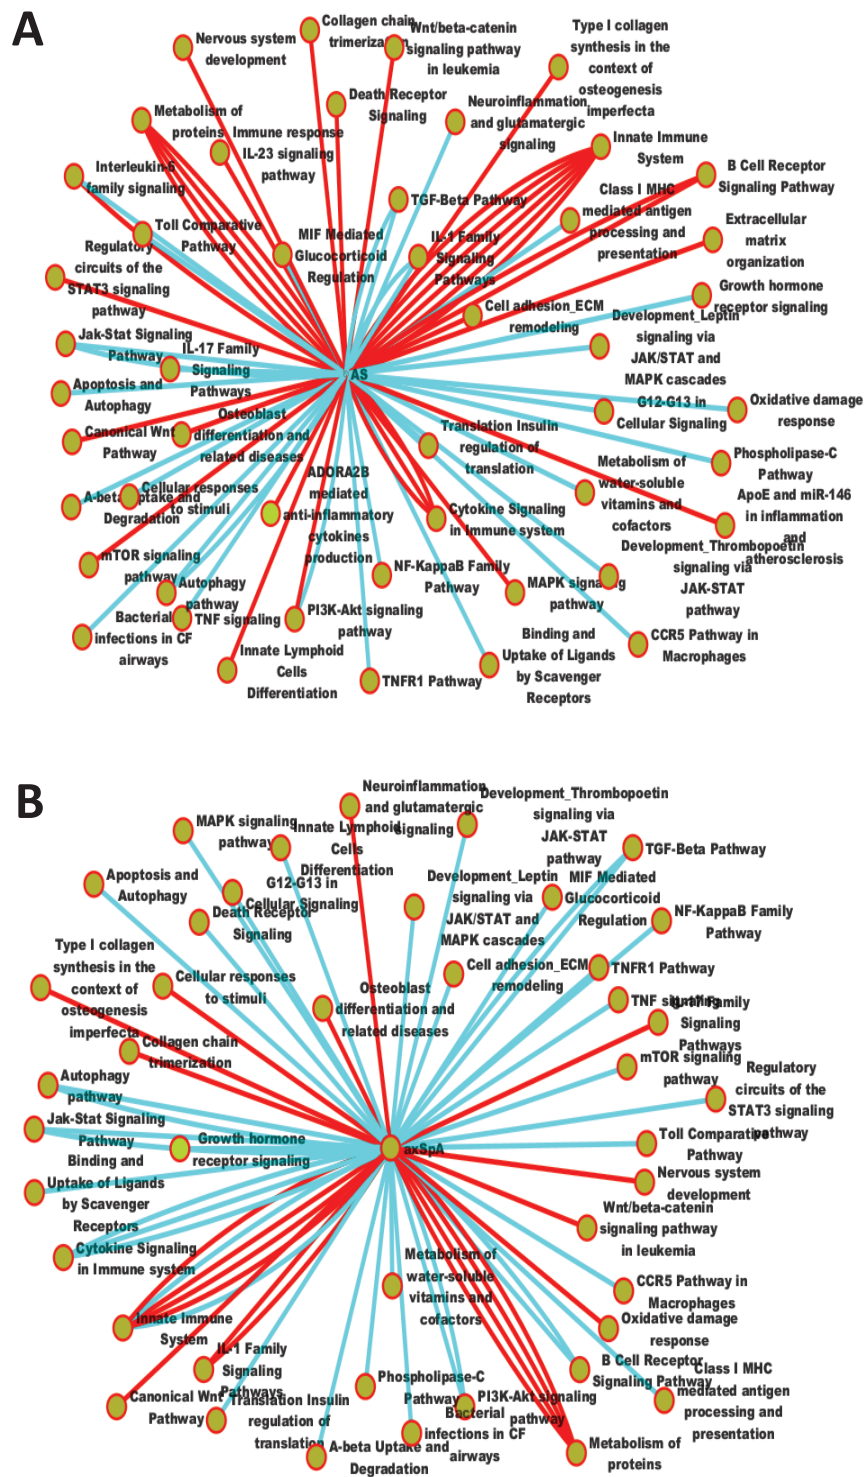 A
Nervous system
development
Collagen chain
trimerization
Wnt/beta-catenin
signaling pathway
in leukemia
Type I collagen
synthesis in the
context of
osteogenesis
imperfecta
Metabolism of
proteins
Immune response
IL-23 signaling
pathway
Death Receptor
Signaling
Neuroinflammation
and glutamatergic
signaling
Innate Immune
System
B Cell Receptor
Signaling Pathway
Interleukin-6
family signaling
Toll Comparative
Pathway
TGF-Beta Pathway
Class I MHC
mediated antigen
processing and
presentation
Extracellular
matrix
organization
Regulatory
circuits of the
STAT3 signaling
pathway
MIF Mediated
Glucocorticoid
Regulation
IL-1 Family
Signaling
Pathways
Growth hormone
receptor signaling
Cell adhesion_ECM
remodeling
Development_Leptin
signaling via
JAK/STAT and
MAPK cascades
Jak-Stat Signaling
Pathway
IL-17 Family
Signaling
Pathways
AS
Apoptosis and
Autophagy
G12-G13 in
Cellular Signaling
Oxidative damage
response
Canonical Wnt
Pathway
Osteoblast
differentiation and
related diseases
Translation Insulin
regulation of
translation
Phospholipase-C
Pathway
Metabolism of
water-soluble
vitamins and
cofactors
A-beta Uptake and
Degradation
Cellular responses
to stimuli
ADORA2B
mediated
anti-inflammatory
cytokines
production
Cytokine Signaling
in Immune system
ApoE and miR-146
in inflammation
and
atherosclerosis
mTOR signaling
pathway
Autophagy
pathway
NF-KappaB Family
Pathway
MAPK signaling
pathway
Development_Thrombopoetin
signaling via
JAK-STAT
pathway
Bacterial
infections in CF
airways
TNF signaling
PI3K-Akt signaling
pathway
Innate Lymphoid
Cells
Differentiation
TNFR1 Pathway
Binding and
Uptake of Ligands
by Scavenger
Receptors
CCR5 Pathway in
Macrophages
B
MAPK signaling
pathway
Neuroinflammation
and glutamatergic
signaling
Innate Lymphoid
Cells
Differentiation
Development_Thrombopoetin
signaling via
JAK-STAT
pathway
TGF-Beta Pathway
Apoptosis and
Autophagy
G12-G13 in
Cellular Signaling
Death Receptor
Signaling
Development_Leptin
signaling via
JAK/STAT and
MAPK cascades
MIF Mediated
Glucocorticoid
Regulation
NF-KappaB Family
Pathway
Type I collagen
synthesis in the
context of
osteogenesis
imperfecta
Cellular responses
to stimuli
Osteoblast
differentiation and
related diseases
Cell adhesion_ECM
remodeling
TNFR1 Pathway
TNF signaling
IL-17 Family
Signaling
Pathways
Collagen chain
trimerization
mTOR signaling
pathway
Regulatory
circuits of the
STAT3 signaling
pathway
Autophagy
pathway
Jak-Stat Signaling
Pathway
Growth hormone
receptor signaling
axSpA
Toll Comparative
Pathway
Nervous system
development
Binding and
Uptake of Ligands
by Scavenger
Receptors
Wnt/beta-catenin
signaling pathway
in leukemia
Cytokine Signaling
in Immune system
Metabolism of
water-soluble
vitamins and
cofactors
CCR5 Pathway in
Macrophages
Innate Immune
System
Oxidative damage
response
IL-1 Family
Signaling
Pathways
B Cell Receptor
Signaling Pathway
Class I MHC
mediated antigen
processing and
presentation
Canonical Wnt
Pathway
Translation Insulin
regulation of
translation
Phospholipase-C
Pathway
PI3K-Akt signaling
pathway
Bacterial
infections in CF
airways
A-beta Uptake and
Degradation
Metabolism of
proteins